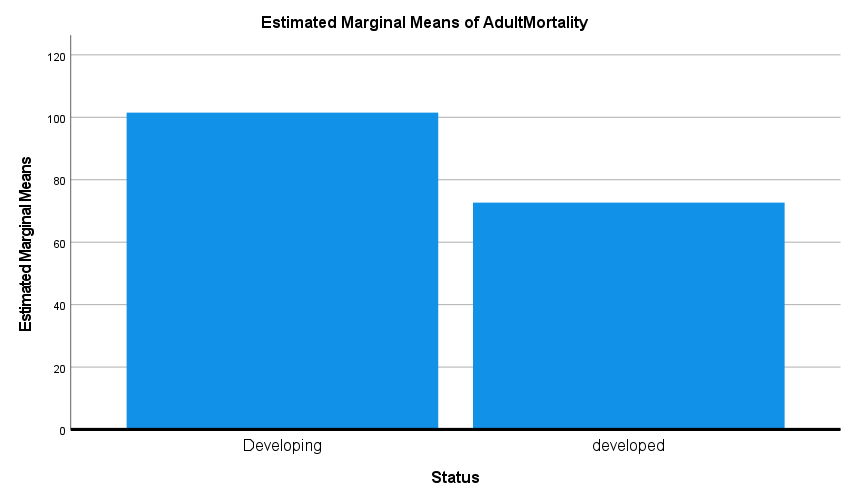 Estimated Marginal Means of AdultMortality
Estimated Marginal Means
120
100
80
60
40
20
0
Developing
developed
Status